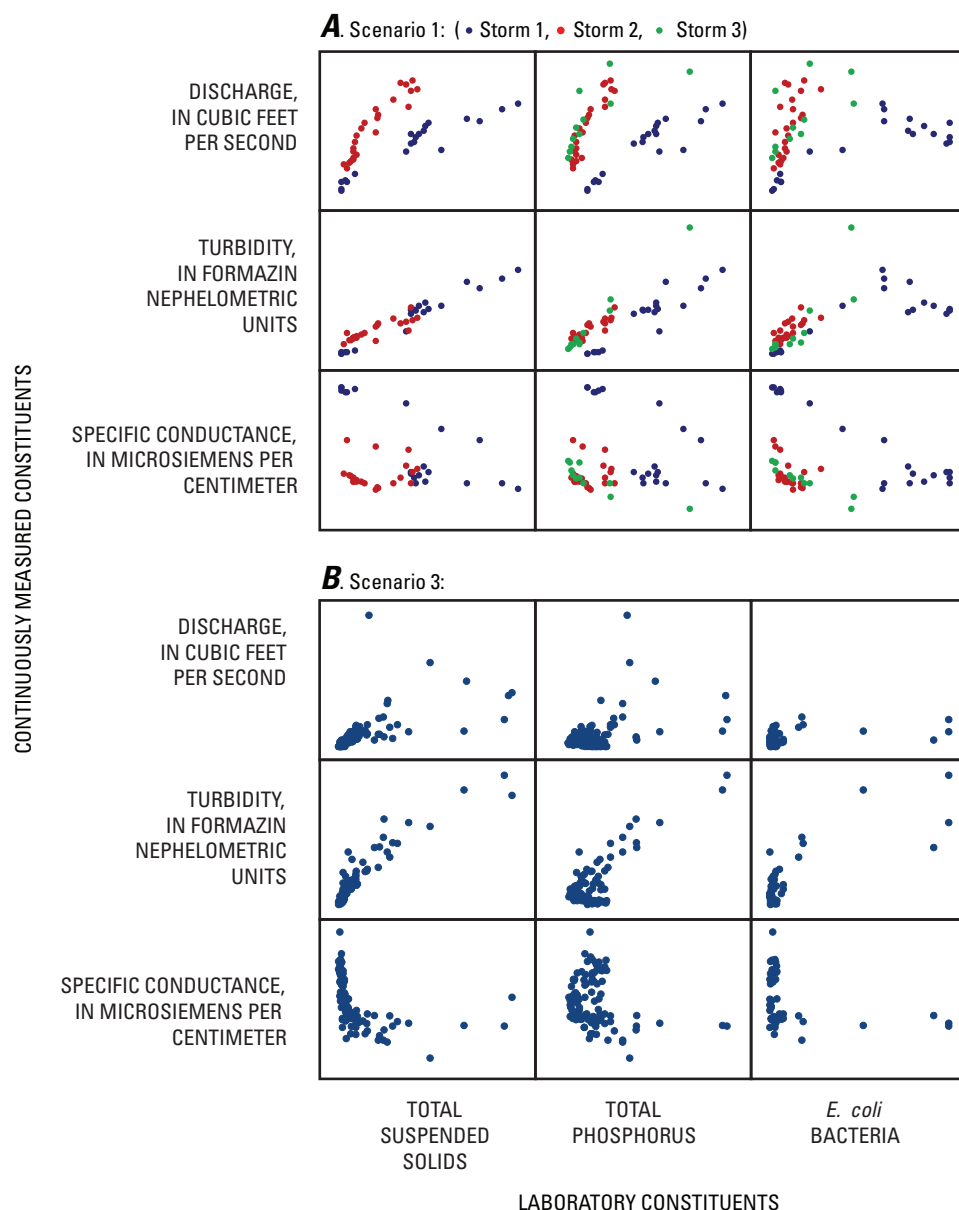 A. Scenario 1: ( • Storm 1, • Storm 2, • Storm 3)
DISCHARGE,
IN CUBIC FEET
PER SECOND
TURBIDITY,
IN FORMAZIN
NEPHELOMETRIC
UNITS
SPECIFIC CONDUCTANCE,
IN MICROSIEMENS PER
CENTIMETER
CONTINUOUSLY MEASURED CONSTITUENTS
B. Scenario 3:
DISCHARGE,
IN CUBIC FEET
PER SECOND
TURBIDITY,
IN FORMAZIN
NEPHELOMETRIC
UNITS
SPECIFIC CONDUCTANCE,
IN MICROSIEMENS PER
CENTIMETER
TOTAL
SUSPENDED
SOLIDS
TOTAL
PHOSPHORUS
E. coli
BACTERIA
LABORATORY CONSTITUENTS